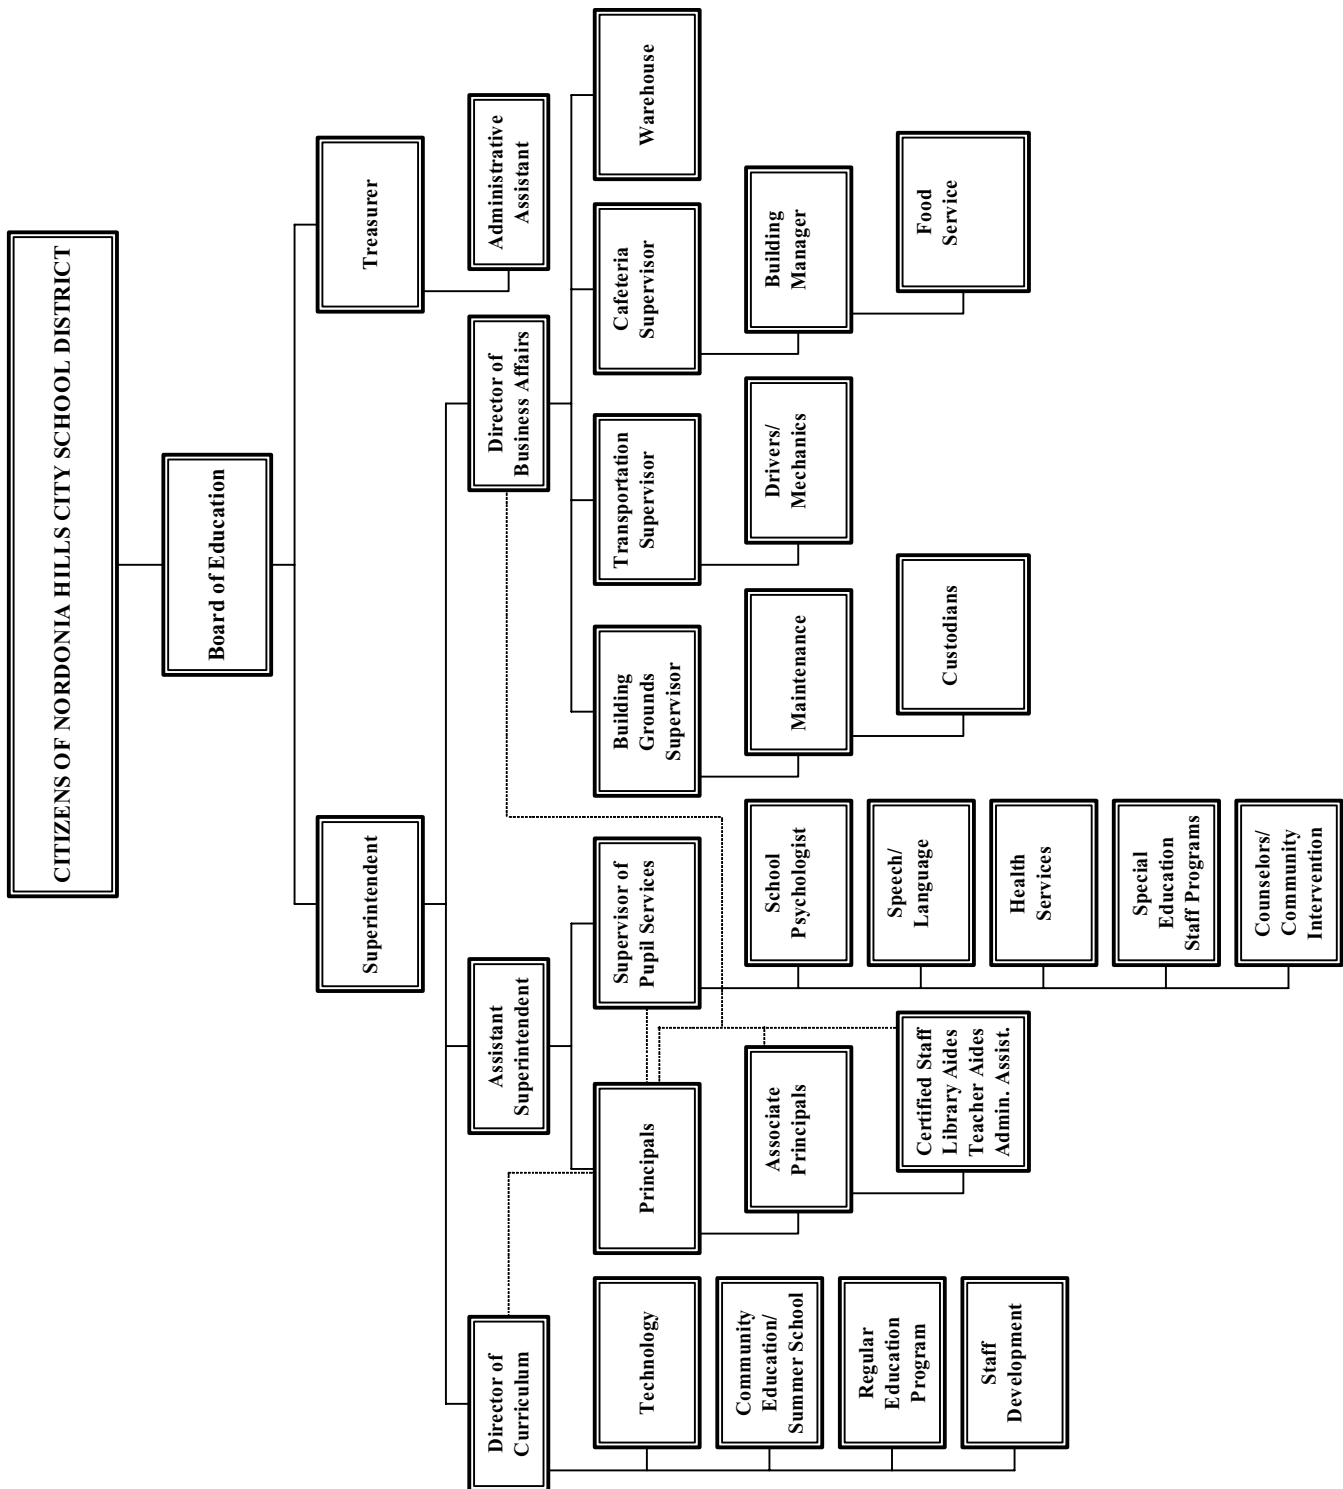 CITIZENS OF NORDONIA HILLS CITY SCHOOL DISTRICT
Board of Education
Superintendent
Treasurer
Director of
Curriculum
Assistant
Superintendent
Director of
Business Affairs
Administrative
Assistant
Technology
Community
Education/
Summer School
Regular
Education
Program
Staff
Development
Principals
Associate
Principals
Certified Staff
Library Aides
Teacher Aides
Admin. Assist.
Supervisor of
Pupil Services
School
Psychologist
Speech/
Language
Health
Services
Special
Education
Staff Programs
Counselors/
Community
Intervention
Building
Grounds
Supervisor
Maintenance
Custodians
Transportation
Supervisor
Drivers/
Mechanics
Cafeteria
Supervisor
Building
Manager
Food
Service
Warehouse